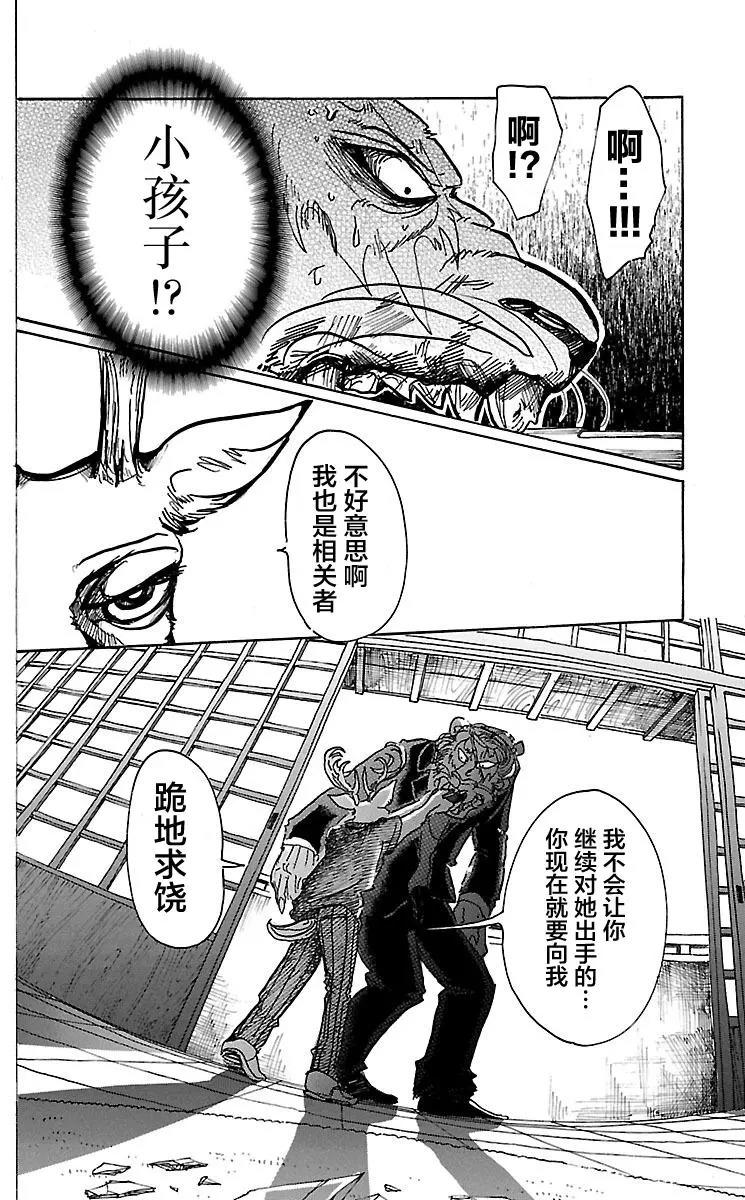 啊…!!!
啊!?
小孩子!?
不好意思啊
我也是相关者
我不会让你
继续对她出手的…
你现在就要向我
跪地求饶